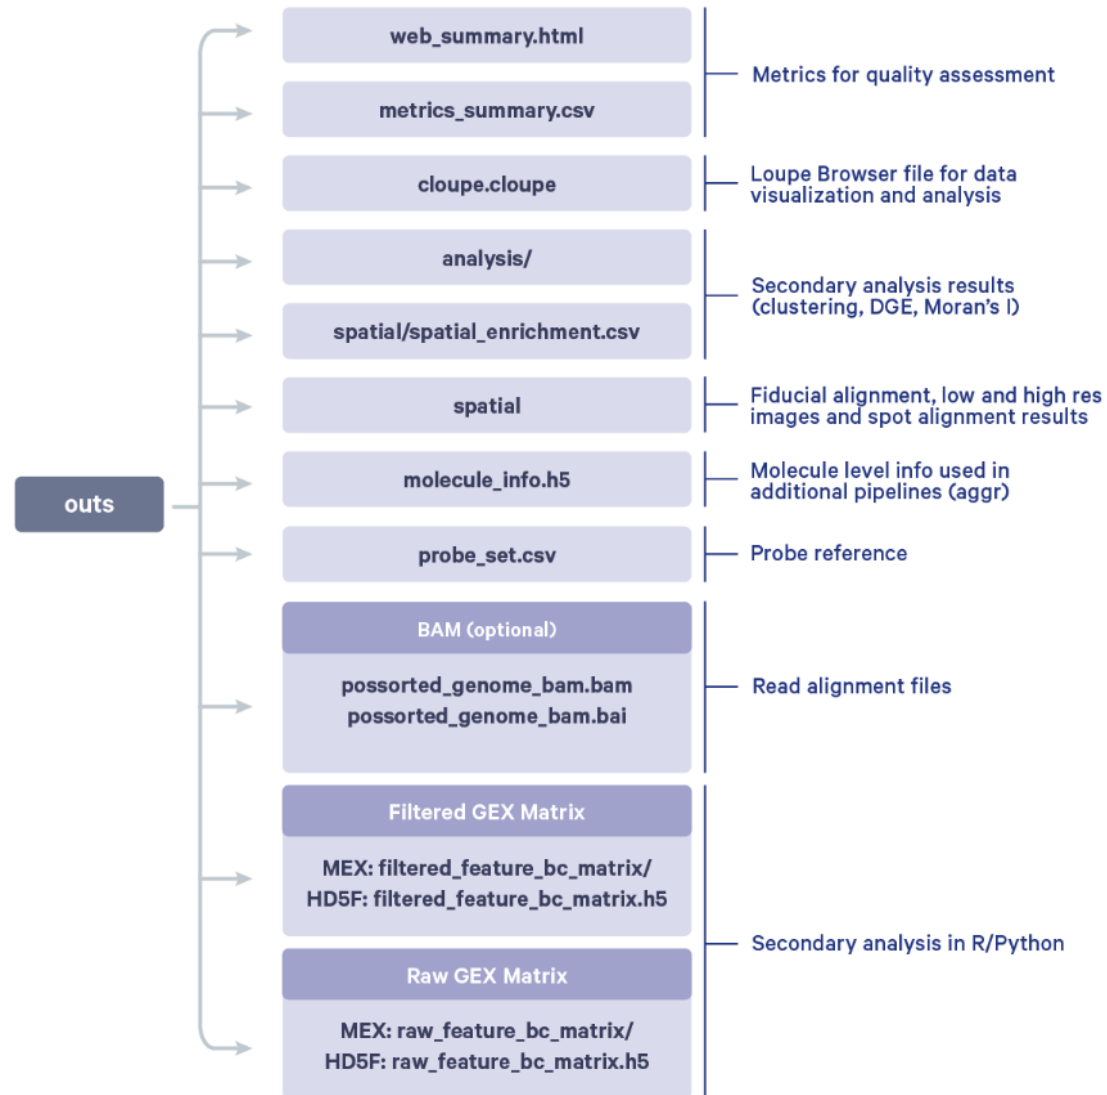 outs
web_summary.html
metrics_summary.csv
Metrics for quality assessment
cloupe.cloupe
Loupe Browser file for data
visualization and analysis
analysis/
spatial/spatial_enrichment.csv
Secondary analysis results
(clustering, DGE, Moran's I)
spatial
Fiducial alignment, low and high res
images and spot alignment results
molecule_info.h5
Molecule level info used in
additional pipelines (aggr)
probe_set.csv
Probe reference
BAM (optional)
possorted_genome_bam.bam
possorted_genome_bam.bai
Read alignment files
Filtered GEX Matrix
MEX: filtered_feature_bc_matrix/
HD5F: filtered_feature_bc_matrix.h5
Raw GEX Matrix
MEX: raw_feature_bc_matrix/
HD5F: raw_feature_bc_matrix.h5
Secondary analysis in R/Python